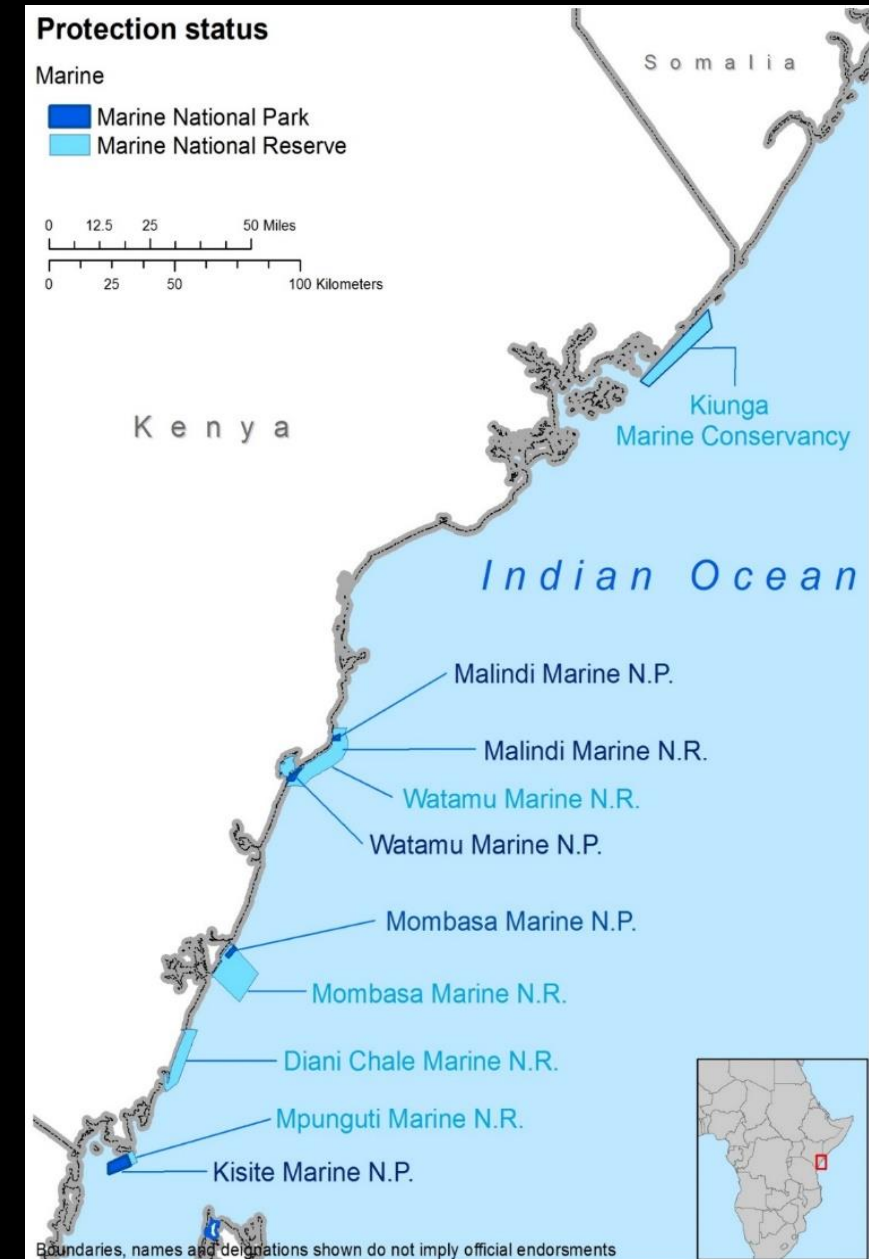 Protection status
Marine
Marine National Park
Marine National Reserve
0 12.5 25 50 Miles
0 25 50 100 Kilometers
Somalia
Kenya
Kiunga
Marine Conservancy
Indian Ocean
Malindi Marine N.P.
Malindi Marine N.R.
Watamu Marine N.R.
Watamu Marine N.P.
Mombasa Marine N.P.
Mombasa Marine N.R.
Diani Chale Marine N.R.
Mpunguti Marine N.R.
Kisite Marine N.P.
Boundaries, names and deignations shown do not imply official endorsments